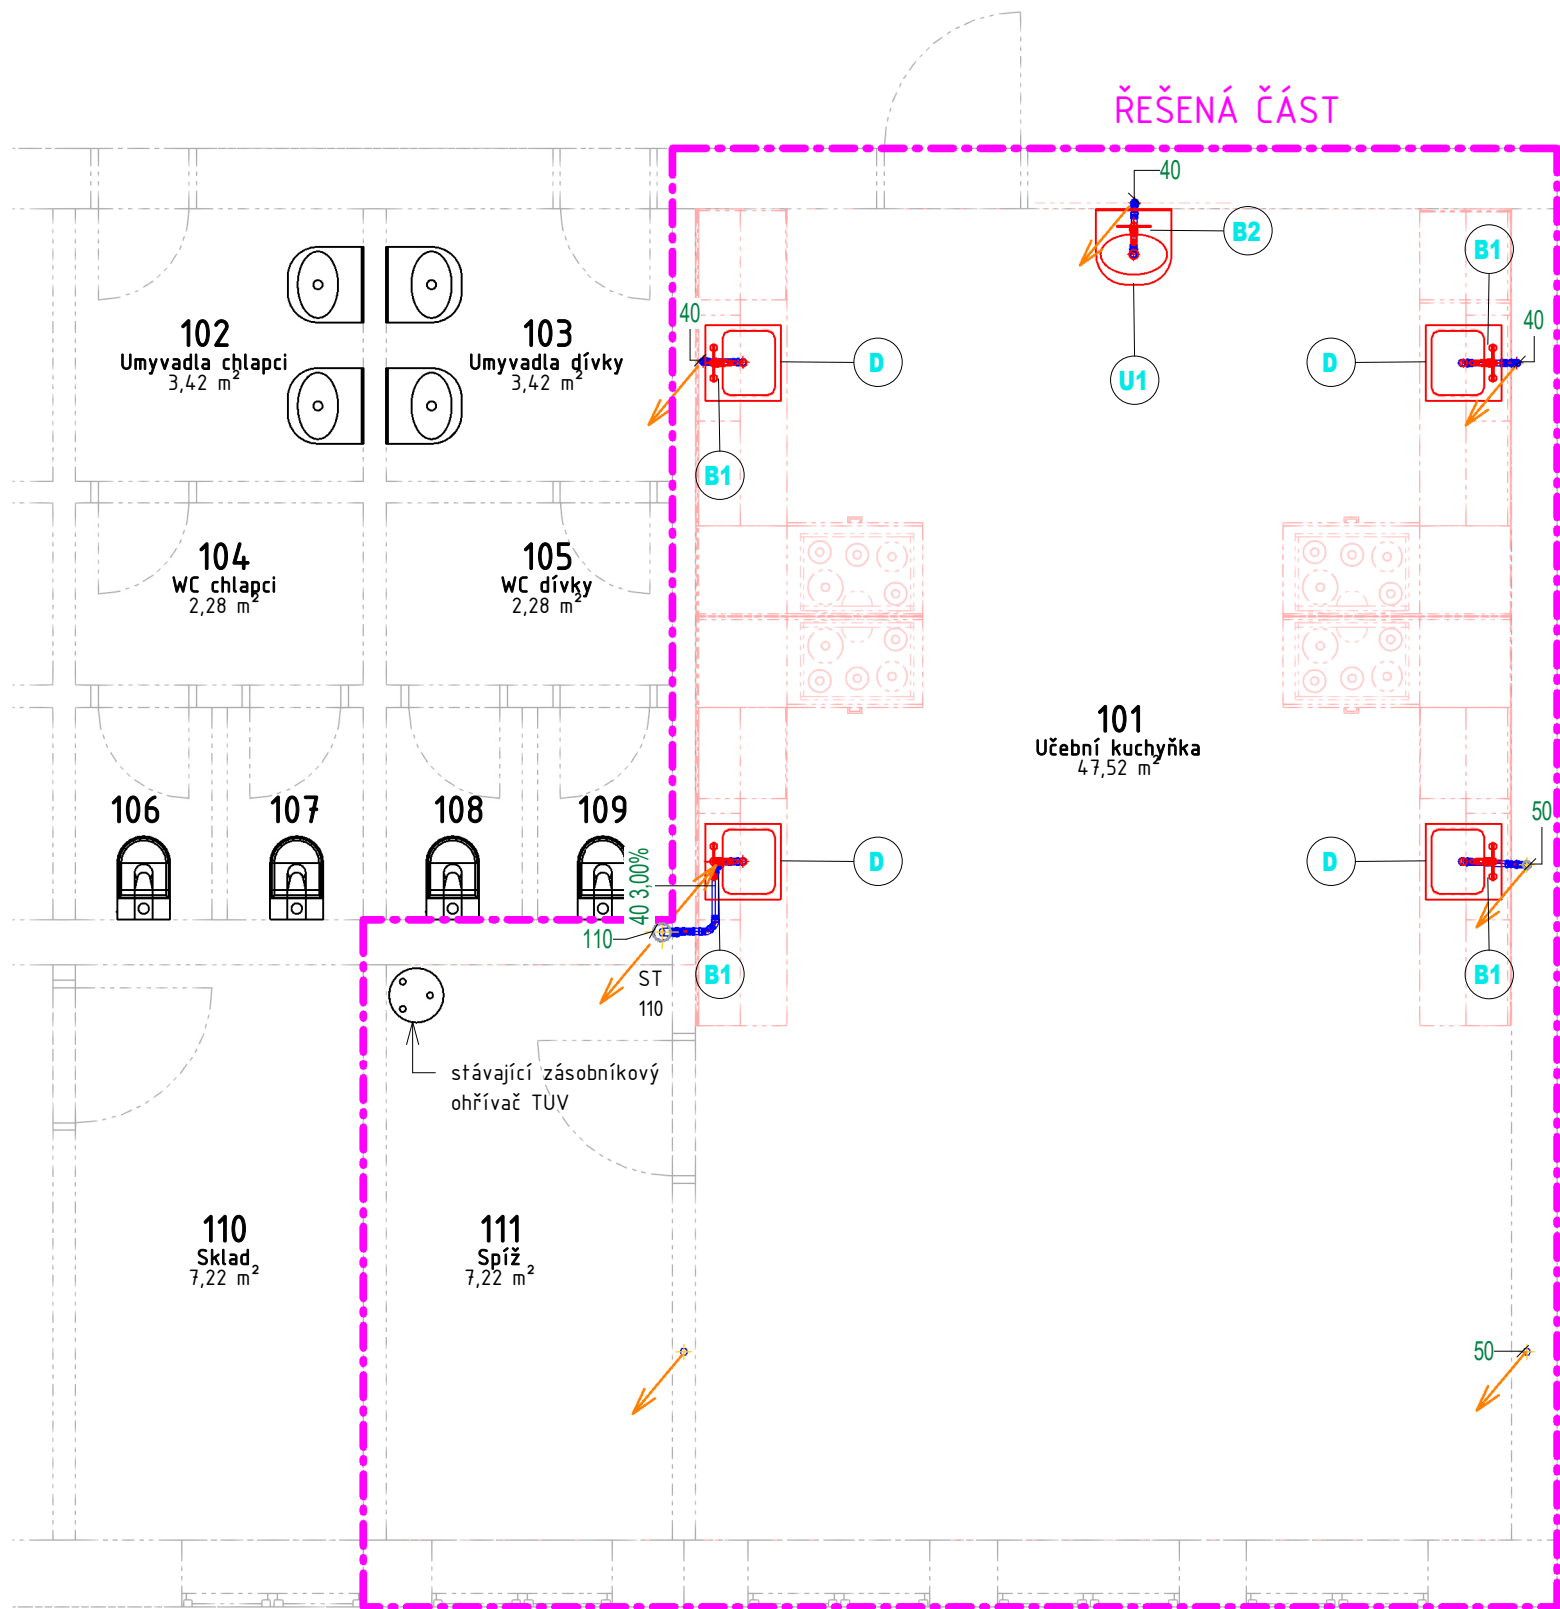 ŘEŠENÁ ČÁST
40
B2
B1
40
40
102
Umyvadla chlapci
3,42 m²
103
Umyvadla dívky
3,42 m²
D
D
U1
B1
104
WC chlapci
2,28 m²
105
WC dívky
2,28 m²
101
Učební kuchyňka
47,52 m²
106
107
108
109
50
40 3,00%
D
D
110
B1
B1
ST
110
stávající zásobníkový
ohřívač TUV
110
Sklad
7,22 m²
111
Spíž
7,22 m²
50